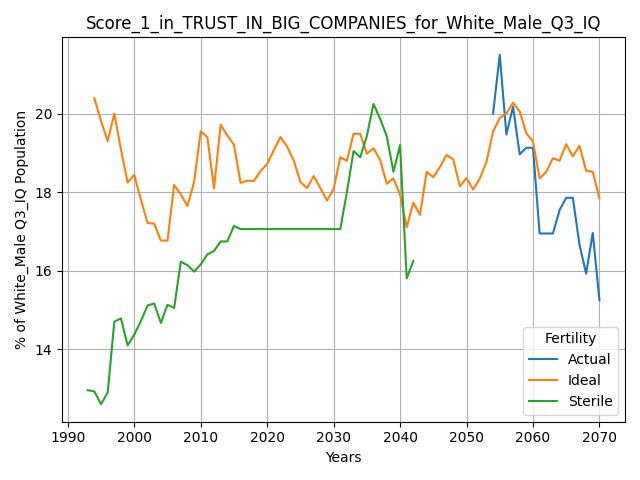 Score_1_in_TRUST_IN_BIG_COMPANIES_for_White_Male_Q3_IQ
% of White_Male Q3_IQ Population
20
18
16
14
1990 2000 2010 2020 2030 2040 2050 2060 2070
Years
Fertility
Actual
Ideal
Sterile